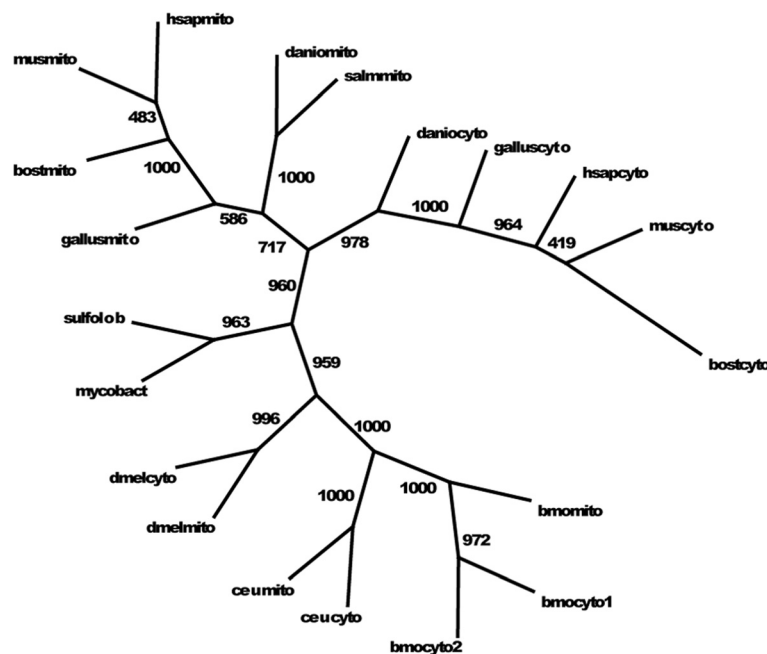 hsapmito
musmito
daniomito
salmmito
483
daniocyto
galluscyto
bostmito
1000
1000
hsapcyto
1000
964
muscyto
586
419
gallusmito
717
978
960
sulfolob
963
959
bostcyto
mycobact
996
1000
dmelcyto
1000
1000
bmomito
dmelmito
972
ceumito
bmocyto1
ceucyto
bmocyto2